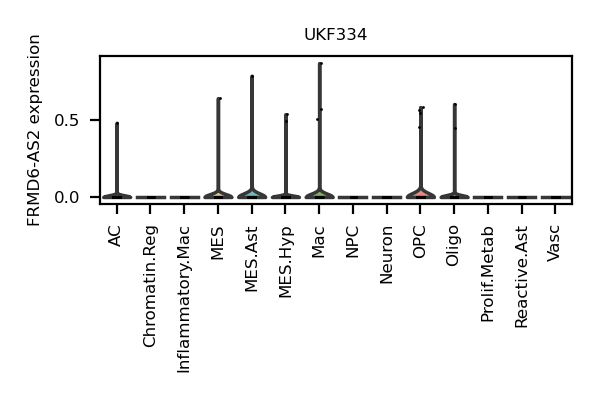 UKF334
FRMD6-AS2 expression
0.5
0.0
AC
Chromatin.Reg
Inflammatory.Mac
MES
MES.Ast
MES.Hyp
Mac
NPC
Neuron
OPC
Oligo
Prolif.Metab
Reactive.Ast
Vasc